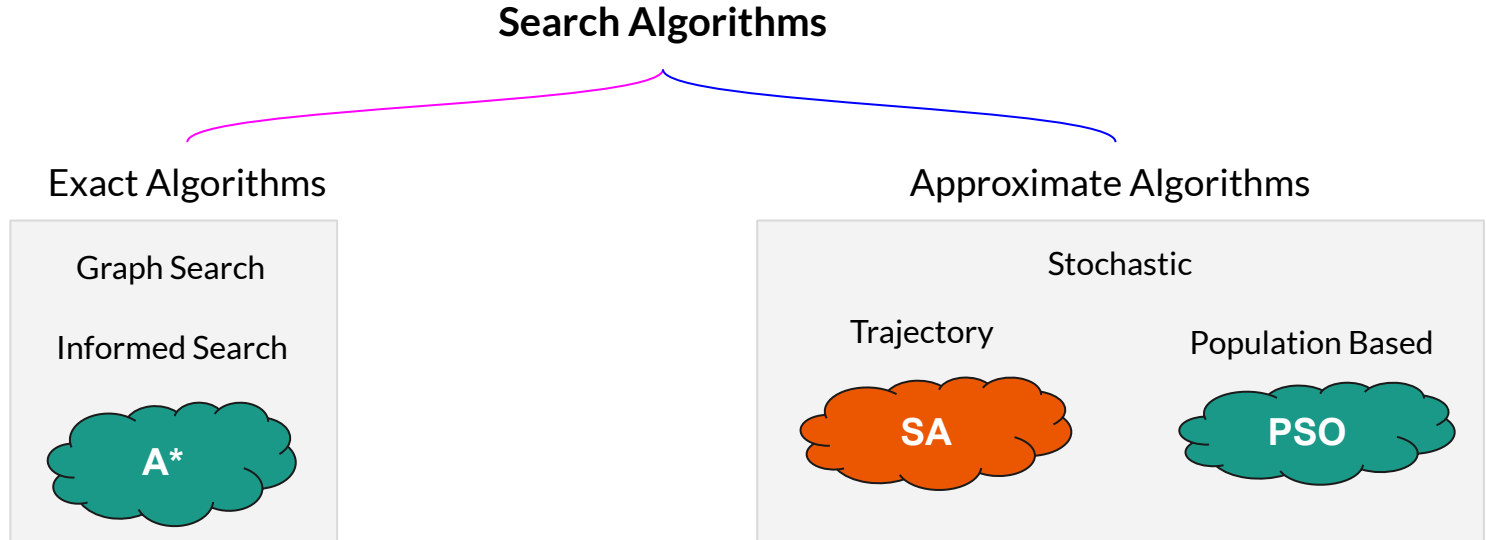 Search Algorithms
Exact Algorithms
Graph Search
Informed Search
A*
Approximate Algorithms
Stochastic
Trajectory
SA
Population Based
PSO